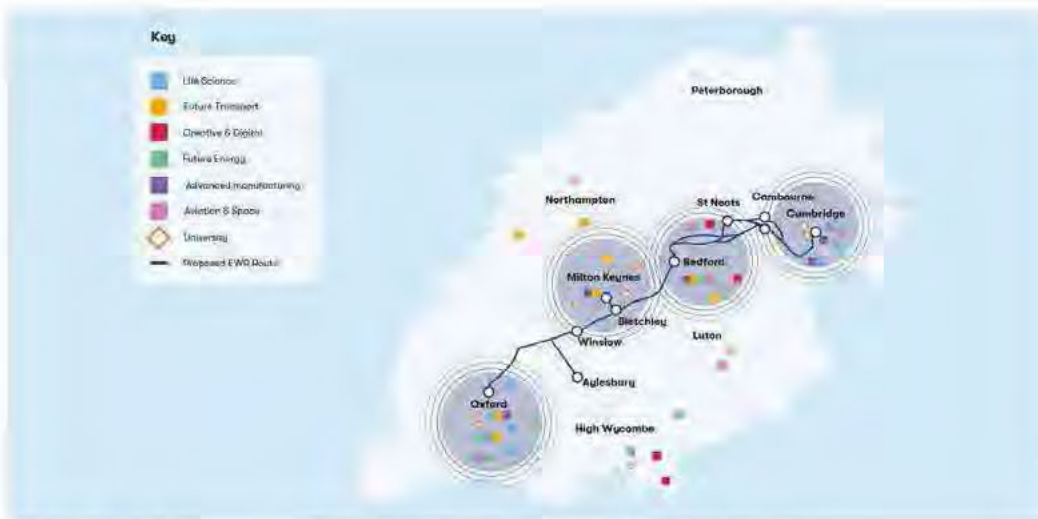 Key
Life Science
Future Transport
Creative & Digital
Future Energy
Advanced manufacturing
Aviation & Space
University
Proposed EWR Route
Peterborough
Northampton
St Neots
Cambourne
Cambridge
Bedford
Milton Keynes
Bletchley
Winslow
Luton
Aylesbury
Oxford
High Wycombe